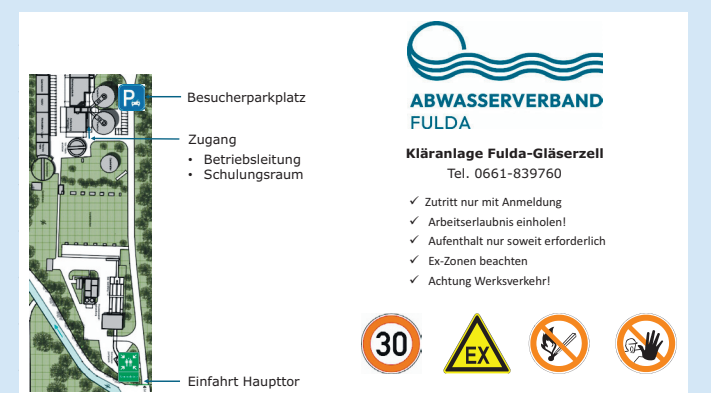 P
Besucherparkplatz
Zugang
• Betriebsleitung
• Schulungsraum
Einfahrt Haupttor
ABWASSERVERBAND
FULDA
Kläranlage Fulda-Gläserzell
Tel. 0661-839760
✓ Zutritt nur mit Anmeldung
✓ Arbeitserlaubnis einholen!
✓ Aufenthalt nur soweit erforderlich
✓ Ex-Zonen beachten
✓ Achtung Werksverkehr!
30
EX